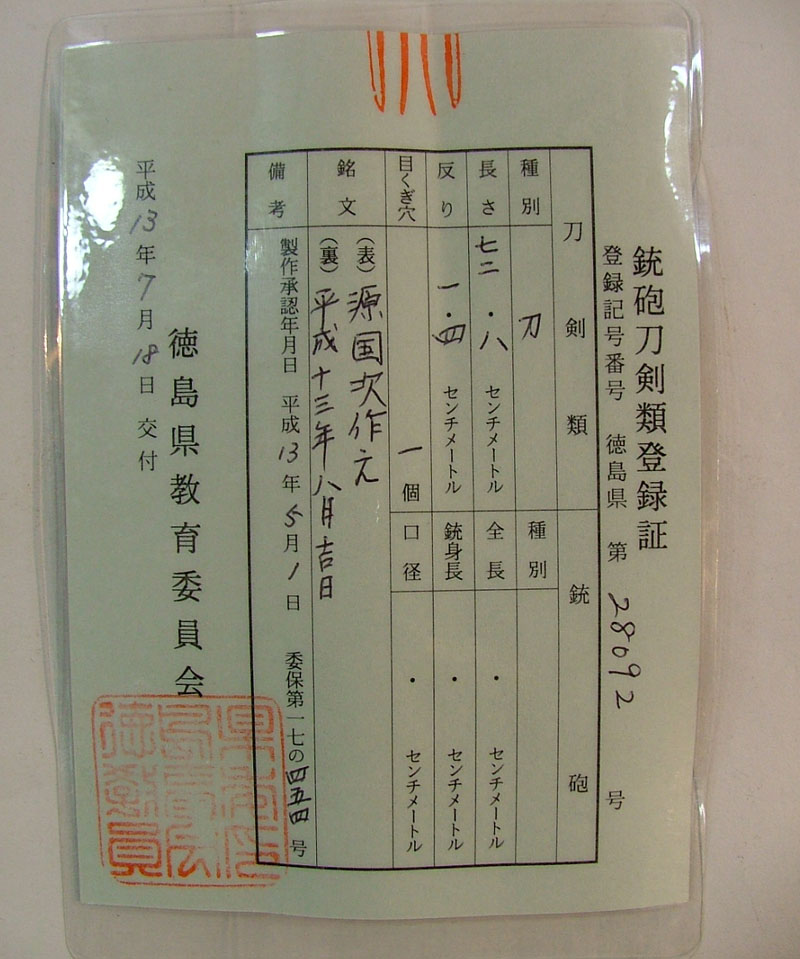 銃砲刀剣類登録証
登録記号番号 徳島県 第 28092 号
刀剣類
種別 刀
長さ 七二・八 センチメートル
反り 一・四 センチメートル
目くぎ穴 一個
銘文 (表) 源国次作之
(裏) 平成十三年八月吉日
銃砲
種別
全長 ・ センチメートル
銃身長 ・ センチメートル
口径 ・ センチメートル
備考 製作承認年月日 平成13年5月1日 委保第一七の四五四号
徳島県教育委員会
平成13年7月18日 交付